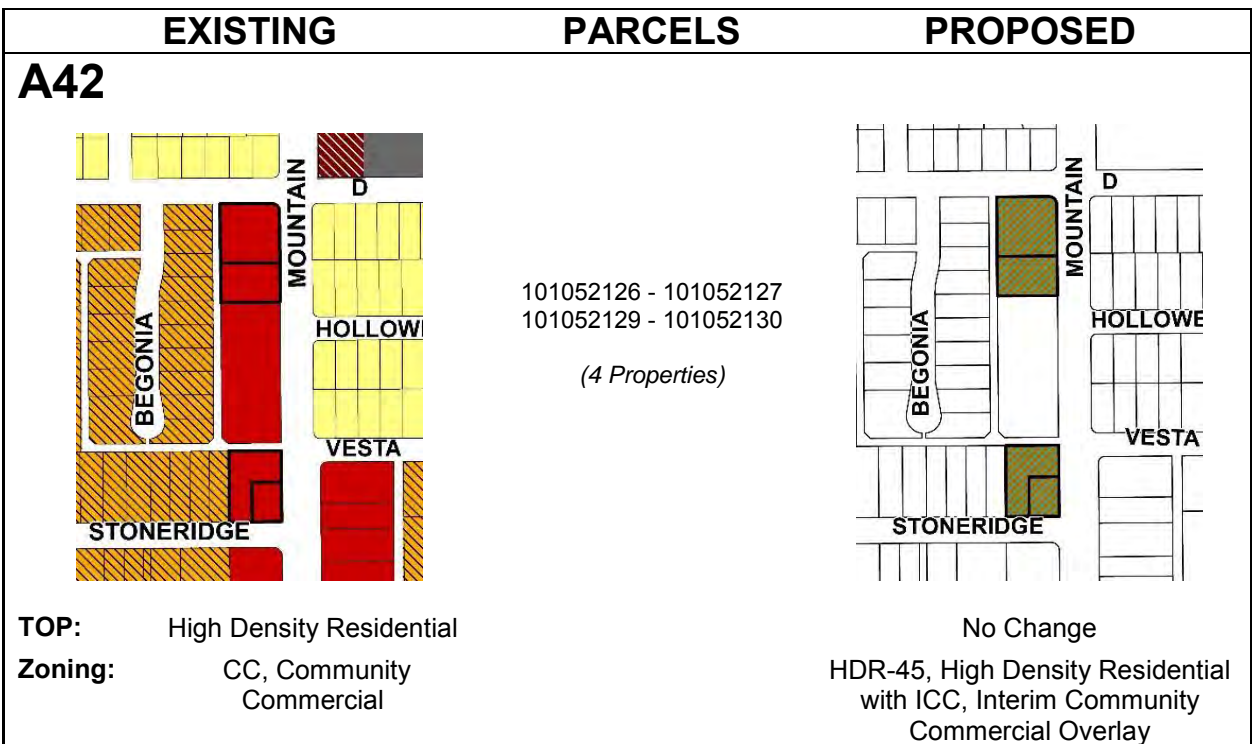 EXISTING PARCELS PROPOSED
A42
MOUNTAIN
D
HOLLOWE
BEGONIA
VESTA
STONERIDGE
101052126 - 101052127
101052129 - 101052130
(4 Properties)
MOUNTAIN
D
HOLLOWE
BEGONIA
VESTA
STONERIDGE
TOP: High Density Residential No Change
Zoning: CC, Community HDR-45, High Density Residential
Commercial with ICC, Interim Community
Commercial Overlay